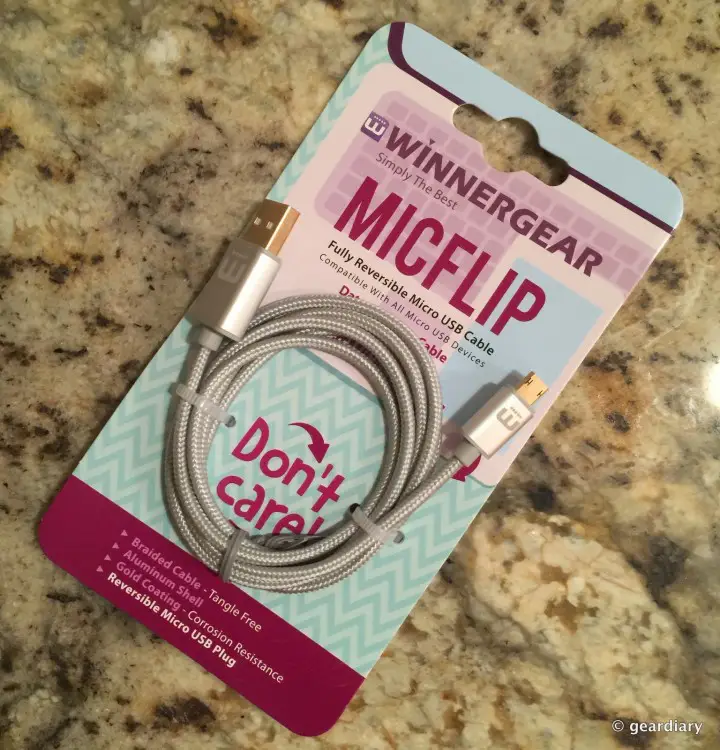 WINNERGEAR
Simply The Best
MICFLIP
Fully Reversible Micro USB Cable
Compatible With All Micro USB Devices
Cable
Don't
care!
Braided Cable - Tangle Free
Aluminum Shell
Gold Coating - Corrosion Resistance
Reversible Micro USB Plug
© geardiary